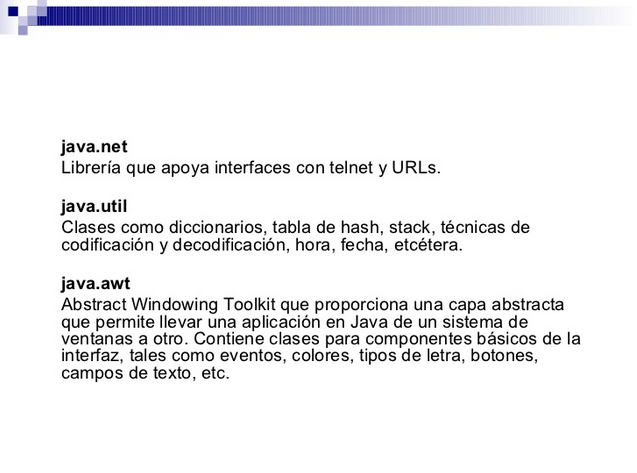 java.net
Librería que apoya interfaces con telnet y URLs.
java.util
Clases como diccionarios, tabla de hash, stack, técnicas de
codificación y decodificación, hora, fecha, etcétera.
java.awt
Abstract Windowing Toolkit que proporciona una capa abstracta
que permite llevar una aplicación en Java de un sistema de
ventanas a otro. Contiene clases para componentes básicos de la
interfaz, tales como eventos, colores, tipos de letra, botones,
campos de texto, etc.